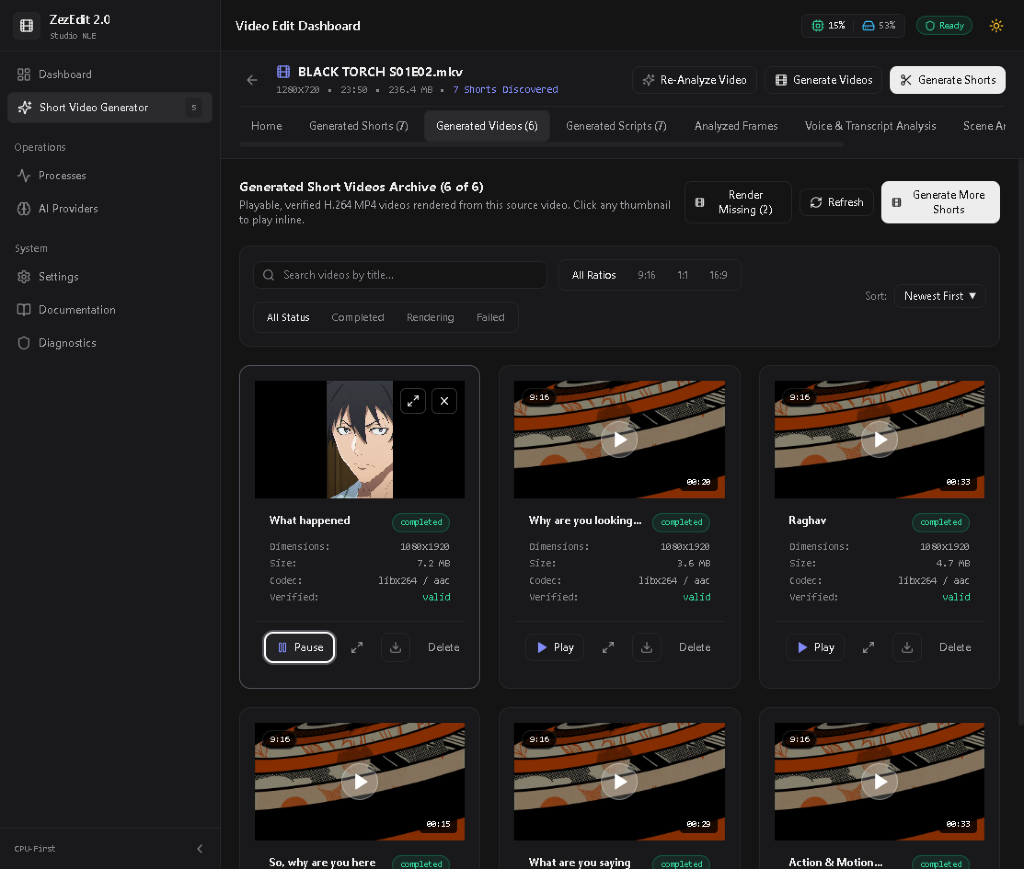 ZezEdit 2.0
Studio NLE
Dashboard
Short Video Generator S
Operations
Processes
AI Providers
System
Settings
Documentation
Diagnostics
CPU-First
Video Edit Dashboard
15% 53% Ready
BLACK TORCH S01E02.mkv
1280x720 • 23:50 • 236.4 MB • 7 Shorts Discovered
Re-Analyze Video Generate Videos Generate Shorts
Home Generated Shorts (7) Generated Videos (6) Generated Scripts (7) Analyzed Frames Voice & Transcript Analysis Scene Ar
Generated Short Videos Archive (6 of 6)
Playable, verified H.264 MP4 videos rendered from this source video. Click any thumbnail
to play inline.
Render
Missing (2)
Refresh
Generate More
Shorts
Search videos by title...
All Ratios 9:16 1:1 16:9
All Status Completed Rendering Failed
Sort: Newest First ▼
What happened completed
Dimensions: 1080x1920
Size: 7.2 MB
Codec: libx264 / aac
Verified: valid
Pause Delete
9:16
00:20
Why are you looking... completed
Dimensions: 1080x1920
Size: 3.6 MB
Codec: libx264 / aac
Verified: valid
Play Delete
9:16
00:33
Raghav completed
Dimensions: 1080x1920
Size: 4.7 MB
Codec: libx264 / aac
Verified: valid
Play Delete
9:16
00:15
So, why are you here completed
9:16
00:29
What are you saying completed
9:16
00:33
Action & Motion... completed